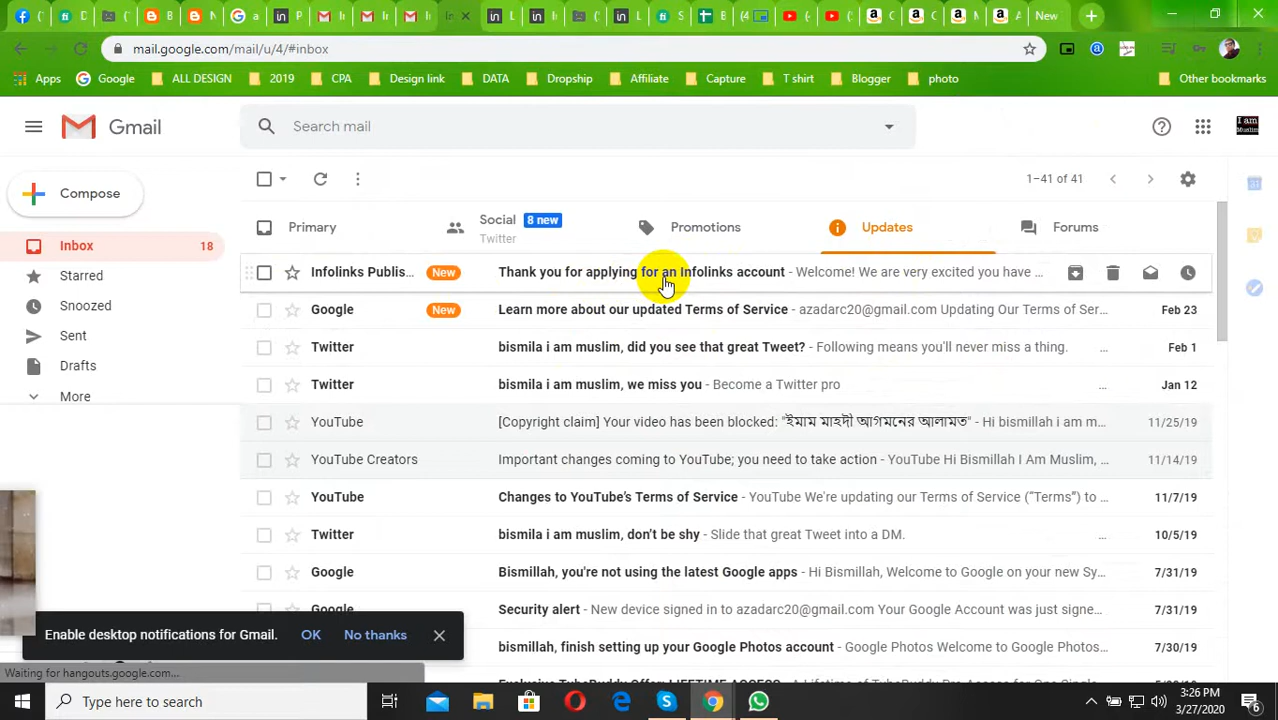 mail.google.com/mail/u/4/#inbox
Apps Google ALL DESIGN 2019 CPA Design link DATA Dropship Affiliate Capture T shirt Blogger photo Other bookmarks
Gmail
Search mail
I am Muslim
Compose
1–41 of 41
Primary
Social 8 new
Twitter
Promotions
Updates
Forums
Inbox 18
Starred
Snoozed
Sent
Drafts
More
Infolinks Publis... New Thank you for applying for an Infolinks account - Welcome! We are very excited you have ...
Google New Learn more about our updated Terms of Service - azadarc20@gmail.com Updating Our Terms of Ser... Feb 23
Twitter bismila i am muslim, did you see that great Tweet? - Following means you'll never miss a thing. ... Feb 1
Twitter bismila i am muslim, we miss you - Become a Twitter pro ... Jan 12
YouTube [Copyright claim] Your video has been blocked: "ইমাম মাহদী আগমনের আলামত" - Hi bismillah i am m... 11/25/19
YouTube Creators Important changes coming to YouTube; you need to take action - YouTube Hi Bismillah I Am Muslim, ... 11/14/19
YouTube Changes to YouTube's Terms of Service - YouTube We're updating our Terms of Service (“Terms”) to ... 11/7/19
Twitter bismila i am muslim, don't be shy - Slide that great Tweet into a DM. ... 10/5/19
Google Bismillah, you're not using the latest Google apps - Hi Bismillah, Welcome to Google on your new Sy... 7/31/19
Google Security alert - New device signed in to azadarc20@gmail.com Your Google Account was just signe... 7/31/19
bismillah, finish setting up your Google Photos account - Google Photos Welcome to Google Photos ... 7/30/19
Enable desktop notifications for Gmail. OK No thanks
Waiting for hangouts.google.com...
Type here to search
3:26 PM
3/27/2020
6